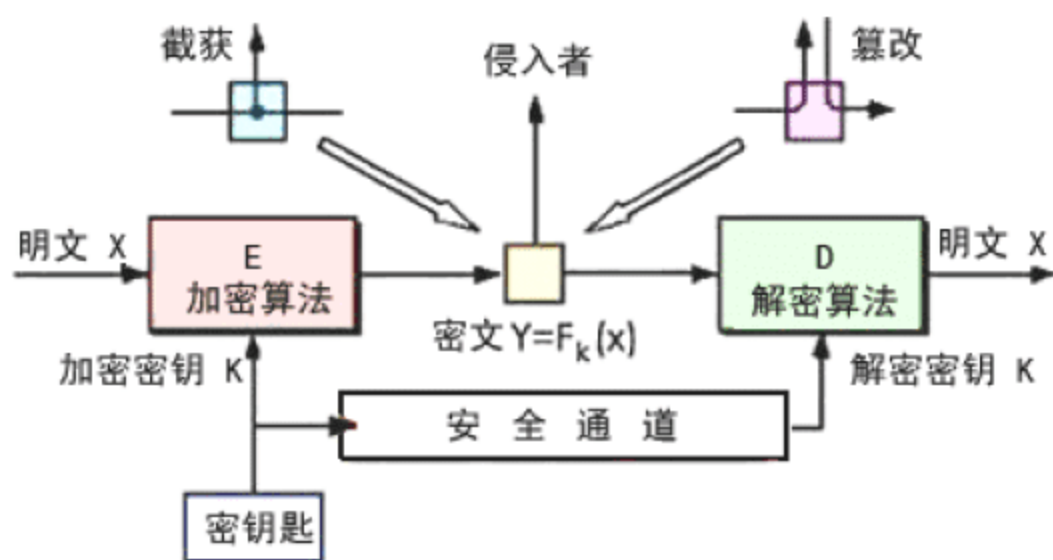 截获
侵入者
篡改
明文 X
E
加密算法
D
解密算法
明文 X
密文 Y=Fk(x)
加密密钥 K
解密密钥 K
安全通道
密钥匙